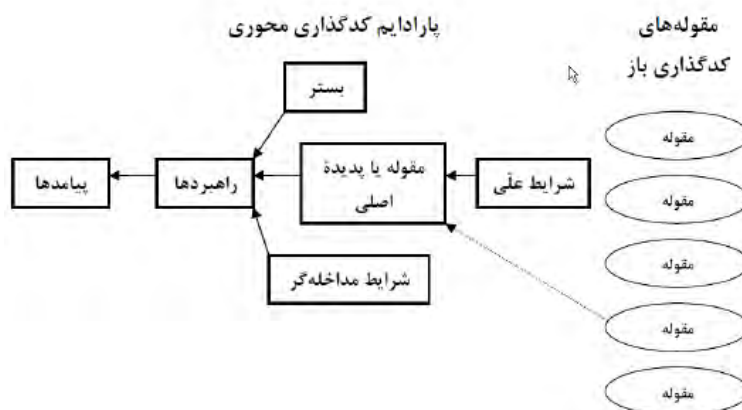 مقوله‌های
کدگذاری باز
پارادایم کدگذاری محوری
مقوله
مقوله
مقوله
مقوله
مقوله
شرایط علّی
مقوله یا پدیدۀ
اصلی
بستر
شرایط مداخله‌گر
راهبردها
پیامدها